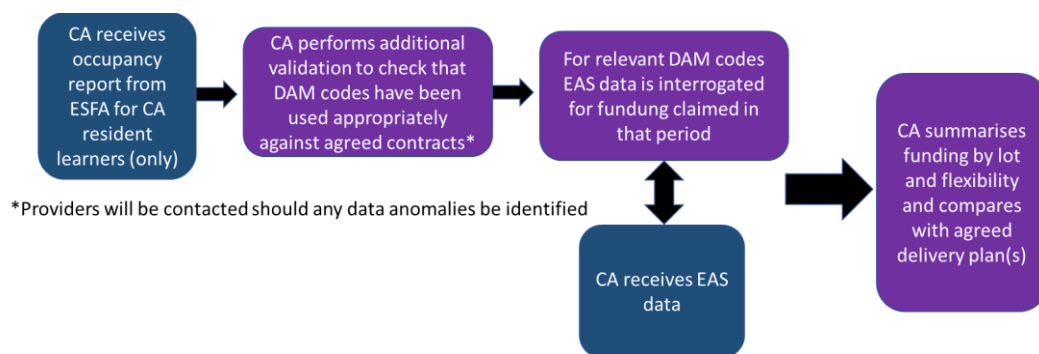 CA receives
occupancy
report from
ESFA for CA
resident
learners (only)
CA performs additional
validation to check that
DAM codes have been
used appropriately
against agreed contracts*
For relevant DAM codes
EAS data is interrogated
for fundung claimed in
that period
CA summarises
funding by lot
and flexibility
and compares
with agreed
delivery plan(s)
*Providers will be contacted should any data anomalies be identified
CA receives EAS
data